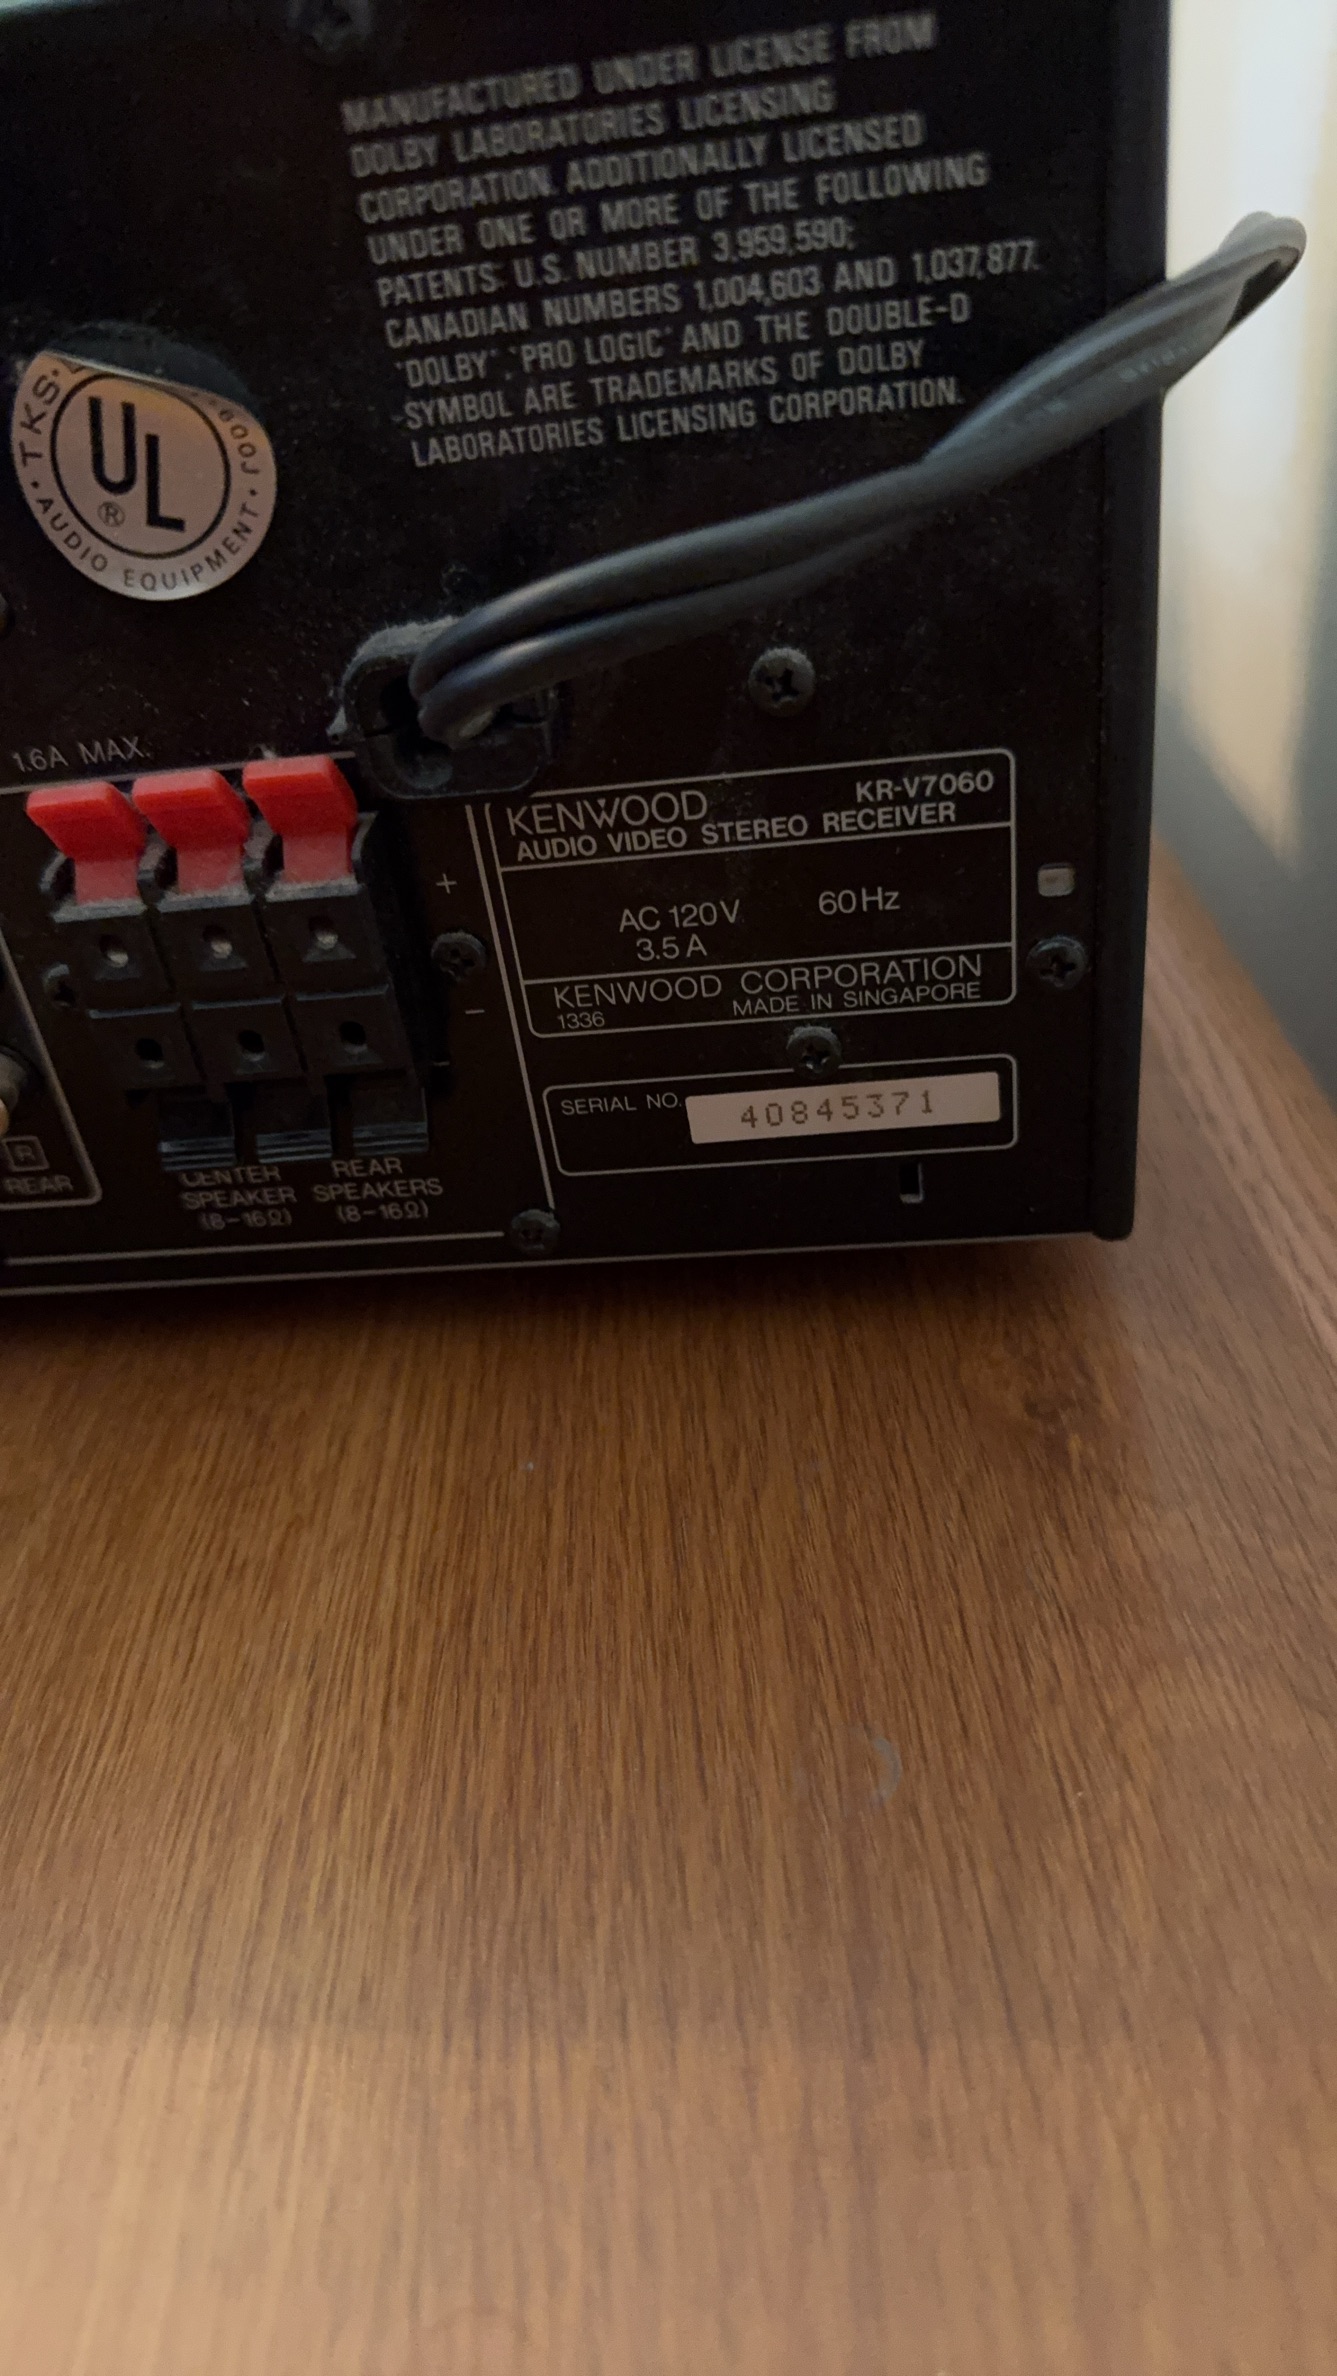 MANUFACTURED UNDER LICENSE FROM
DOLBY LABORATORIES LICENSING
CORPORATION. ADDITIONALLY LICENSED
UNDER ONE OR MORE OF THE FOLLOWING
PATENTS: U.S. NUMBER 3,959,590;
CANADIAN NUMBERS 1,004,603 AND 1,037,877.
"DOLBY", "PRO LOGIC" AND THE DOUBLE-D
SYMBOL ARE TRADEMARKS OF DOLBY
LABORATORIES LICENSING CORPORATION.
TKS
UL
®
AUDIO EQUIPMENT
1.6A MAX.
KENWOOD KR-V7060
AUDIO VIDEO STEREO RECEIVER
+
AC 120V 60Hz
3.5 A
KENWOOD CORPORATION
1336 MADE IN SINGAPORE
−
SERIAL NO. 40845371
R
REAR
CENTER
SPEAKER
(8-16Ω)
REAR
SPEAKERS
(8-16Ω)